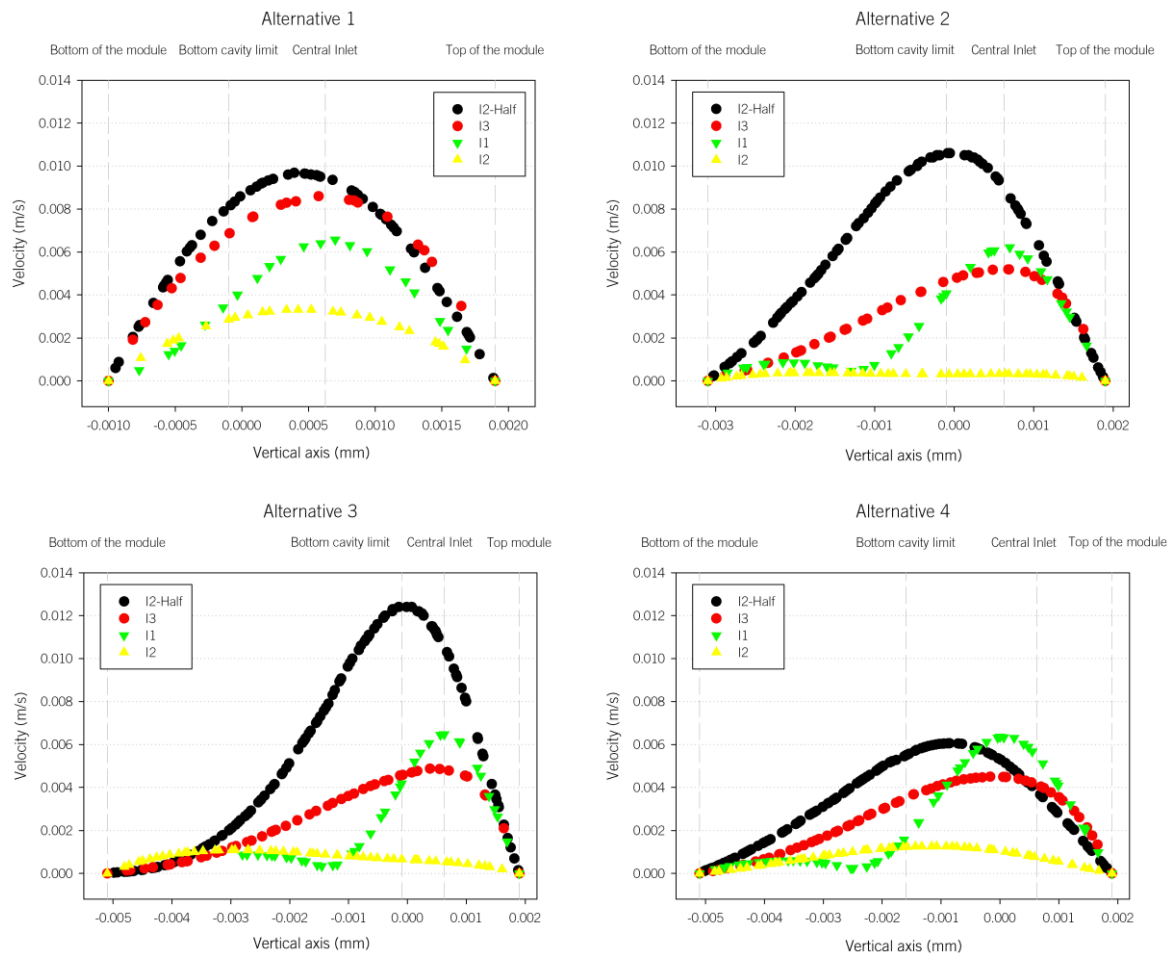 Alternative 1
Bottom of the module Bottom cavity limit Central Inlet Top of the module
0.014
0.012
0.010
0.008
0.006
0.004
0.002
0.000
Velocity (m/s)
I2-Half
I3
I1
I2
-0.0010 -0.0005 0.0000 0.0005 0.0010 0.0015 0.0020
Vertical axis (mm)
Alternative 2
Bottom of the module Bottom cavity limit Central Inlet Top of the module
0.014
0.012
0.010
0.008
0.006
0.004
0.002
0.000
Velocity (m/s)
I2-Half
I3
I1
I2
-0.003 -0.002 -0.001 0.000 0.001 0.002
Vertical axis (mm)
Alternative 3
Bottom of the module Bottom cavity limit Central Inlet Top module
0.014
0.012
0.010
0.008
0.006
0.004
0.002
0.000
Velocity (m/s)
I2-Half
I3
I1
I2
-0.005 -0.004 -0.003 -0.002 -0.001 0.000 0.001 0.002
Vertical axis (mm)
Alternative 4
Bottom of the module Bottom cavity limit Central Inlet Top of the module
0.014
0.012
0.010
0.008
0.006
0.004
0.002
0.000
Velocity (m/s)
I2-Half
I3
I1
I2
-0.005 -0.004 -0.003 -0.002 -0.001 0.000 0.001 0.002
Vertical axis (mm)